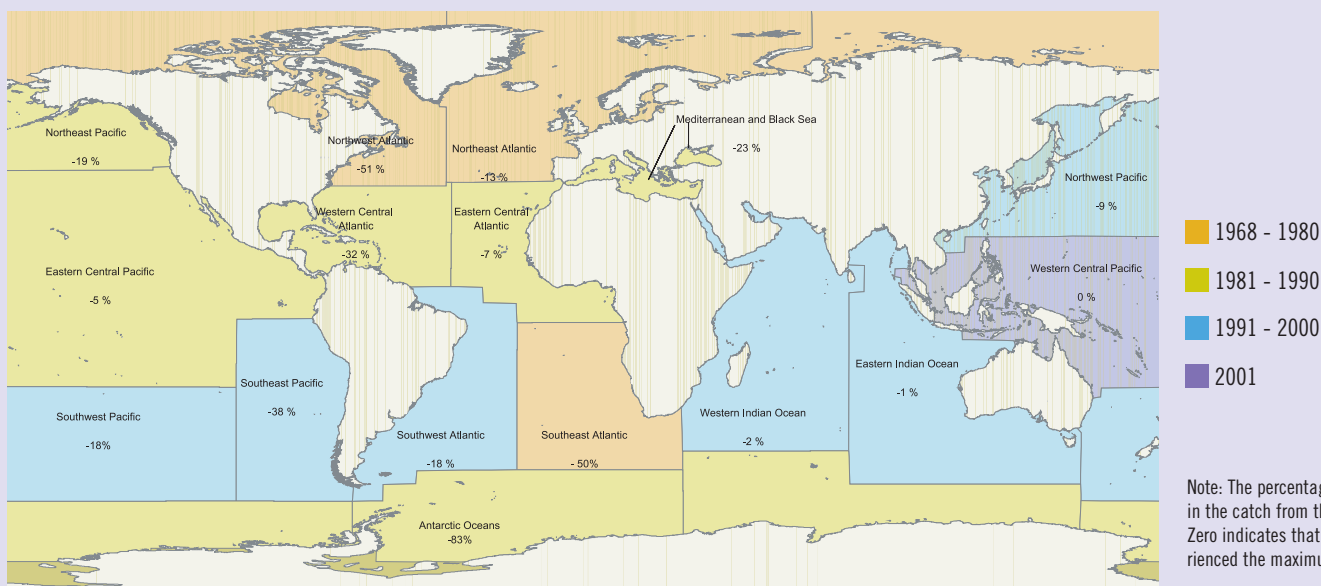 Northeast Pacific
-19 %
Northwest Atlantic
-51 %
Northeast Atlantic
-13 %
Mediterranean and Black Sea
-23 %
Northwest Pacific
-9 %
Western Central
Atlantic
-32 %
Eastern Central
Atlantic
-7 %
Eastern Central Pacific
-5 %
Western Central Pacific
0 %
Southwest Pacific
-18%
Southeast Pacific
-38 %
Southwest Atlantic
-18 %
Southeast Atlantic
- 50%
Western Indian Ocean
-2 %
Eastern Indian Ocean
-1 %
Antarctic Oceans
-83%
1968 - 1980
1981 - 1990
1991 - 2000
2001
Note: The percentag
in the catch from th
Zero indicates that
rienced the maximu